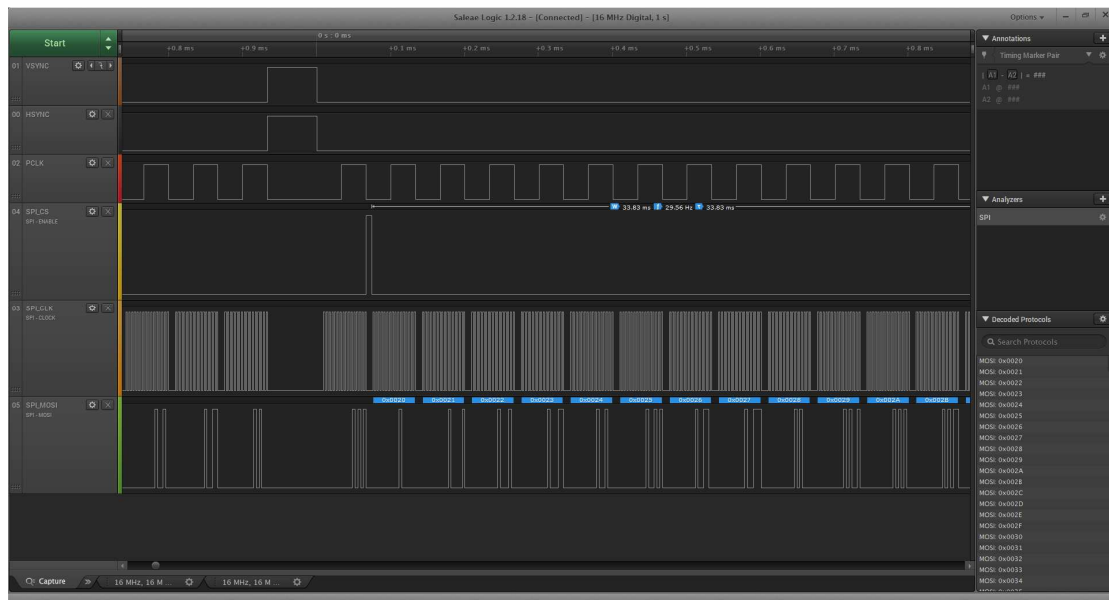 Saleae Logic 1.2.18 - [Connected] - [16 MHz Digital, 1 s]
Options
Start
0 s : 0 ms
+0.8 ms
+0.9 ms
+0.1 ms
+0.2 ms
+0.3 ms
+0.4 ms
+0.5 ms
+0.6 ms
+0.7 ms
+0.8 ms
01 VSYNC
00 HSYNC
02 PCLK
04 SPI_CS
SPI - ENABLE
W 33.83 ms f 29.56 Hz T 33.83 ms
03 SPI_CLK
SPI - CLOCK
05 SPI_MOSI
SPI - MOSI
0x0020 0x0021 0x0022 0x0023 0x0024 0x0025 0x0026 0x0027 0x0028 0x0029 0x002A 0x002B
Annotations
Timing Marker Pair
| A1 - A2 | = ###
A1 @ ###
A2 @ ###
Analyzers
SPI
Decoded Protocols
Search Protocols
MOSI: 0x0020
MOSI: 0x0021
MOSI: 0x0022
MOSI: 0x0023
MOSI: 0x0024
MOSI: 0x0025
MOSI: 0x0026
MOSI: 0x0027
MOSI: 0x0028
MOSI: 0x0029
MOSI: 0x002A
MOSI: 0x002B
MOSI: 0x002C
MOSI: 0x002D
MOSI: 0x002E
MOSI: 0x002F
MOSI: 0x0030
MOSI: 0x0031
MOSI: 0x0032
MOSI: 0x0033
MOSI: 0x0034
Capture
16 MHz, 16 M ...
16 MHz, 16 M ...